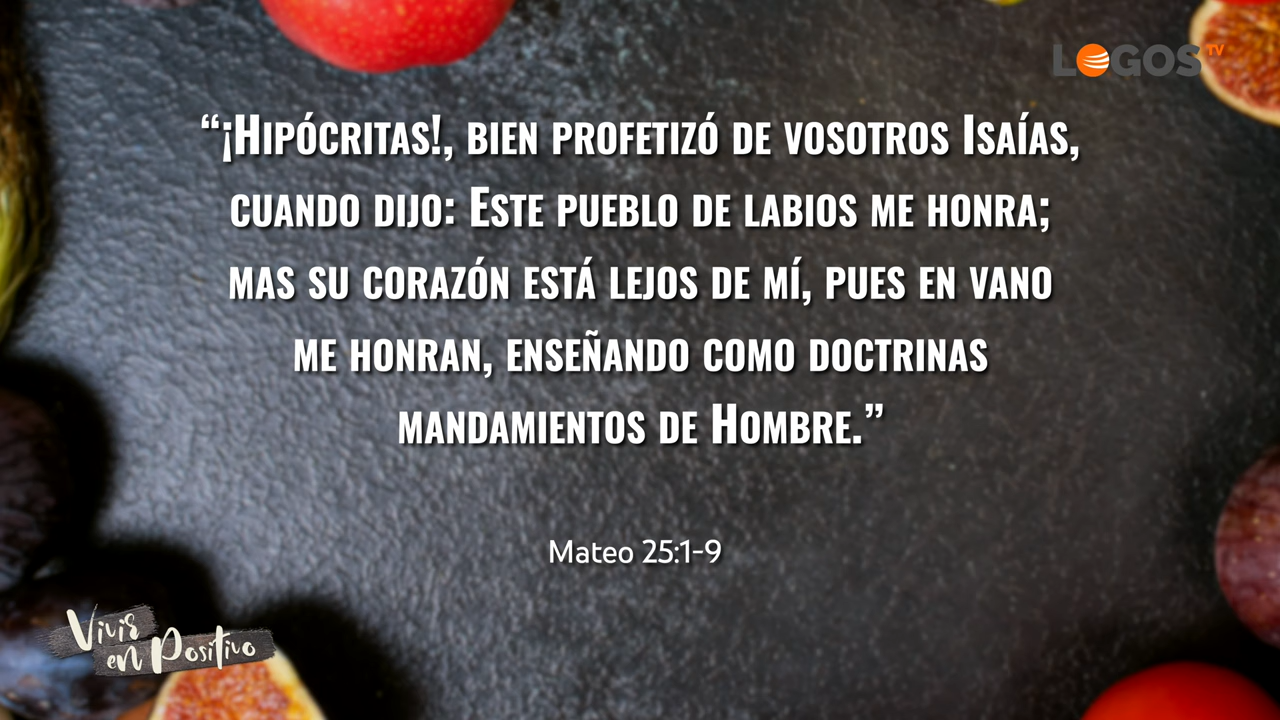 LOGOS TV
“¡Hipócritas!, bien profetizó de vosotros Isaías,
cuando dijo: Este pueblo de labios me honra;
mas su corazón está lejos de mí, pues en vano
me honran, enseñando como doctrinas
mandamientos de Hombre.”
Mateo 25:1-9
Vivir
en Positivo